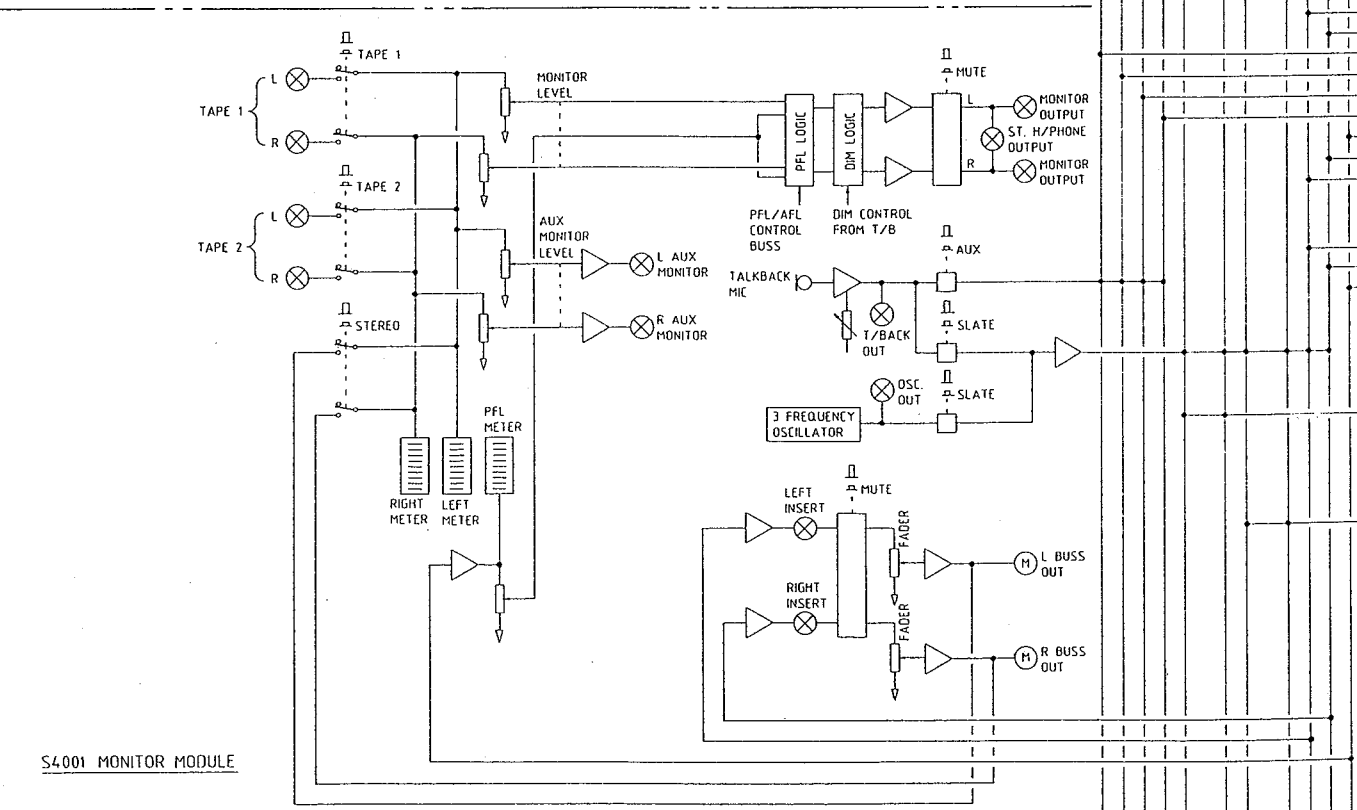 TAPE 1
MONITOR
LEVEL
MUTE
L
TAPE 1
R
PFL LOGIC
DIM LOGIC
L
MONITOR
OUTPUT
ST. H/PHONE
OUTPUT
R
MONITOR
OUTPUT
TAPE 2
L
TAPE 2
R
AUX
MONITOR
LEVEL
PFL/AFL
CONTROL
BUSS
DIM CONTROL
FROM T/B
L AUX
MONITOR
R AUX
MONITOR
TALKBACK
MIC
AUX
SLATE
T/BACK
OUT
STEREO
OSC.
OUT
SLATE
3 FREQUENCY
OSCILLATOR
PFL
METER
RIGHT
METER
LEFT
METER
LEFT
INSERT
MUTE
FADER
M
L BUSS
OUT
RIGHT
INSERT
FADER
M
R BUSS
OUT
S4001 MONITOR MODULE